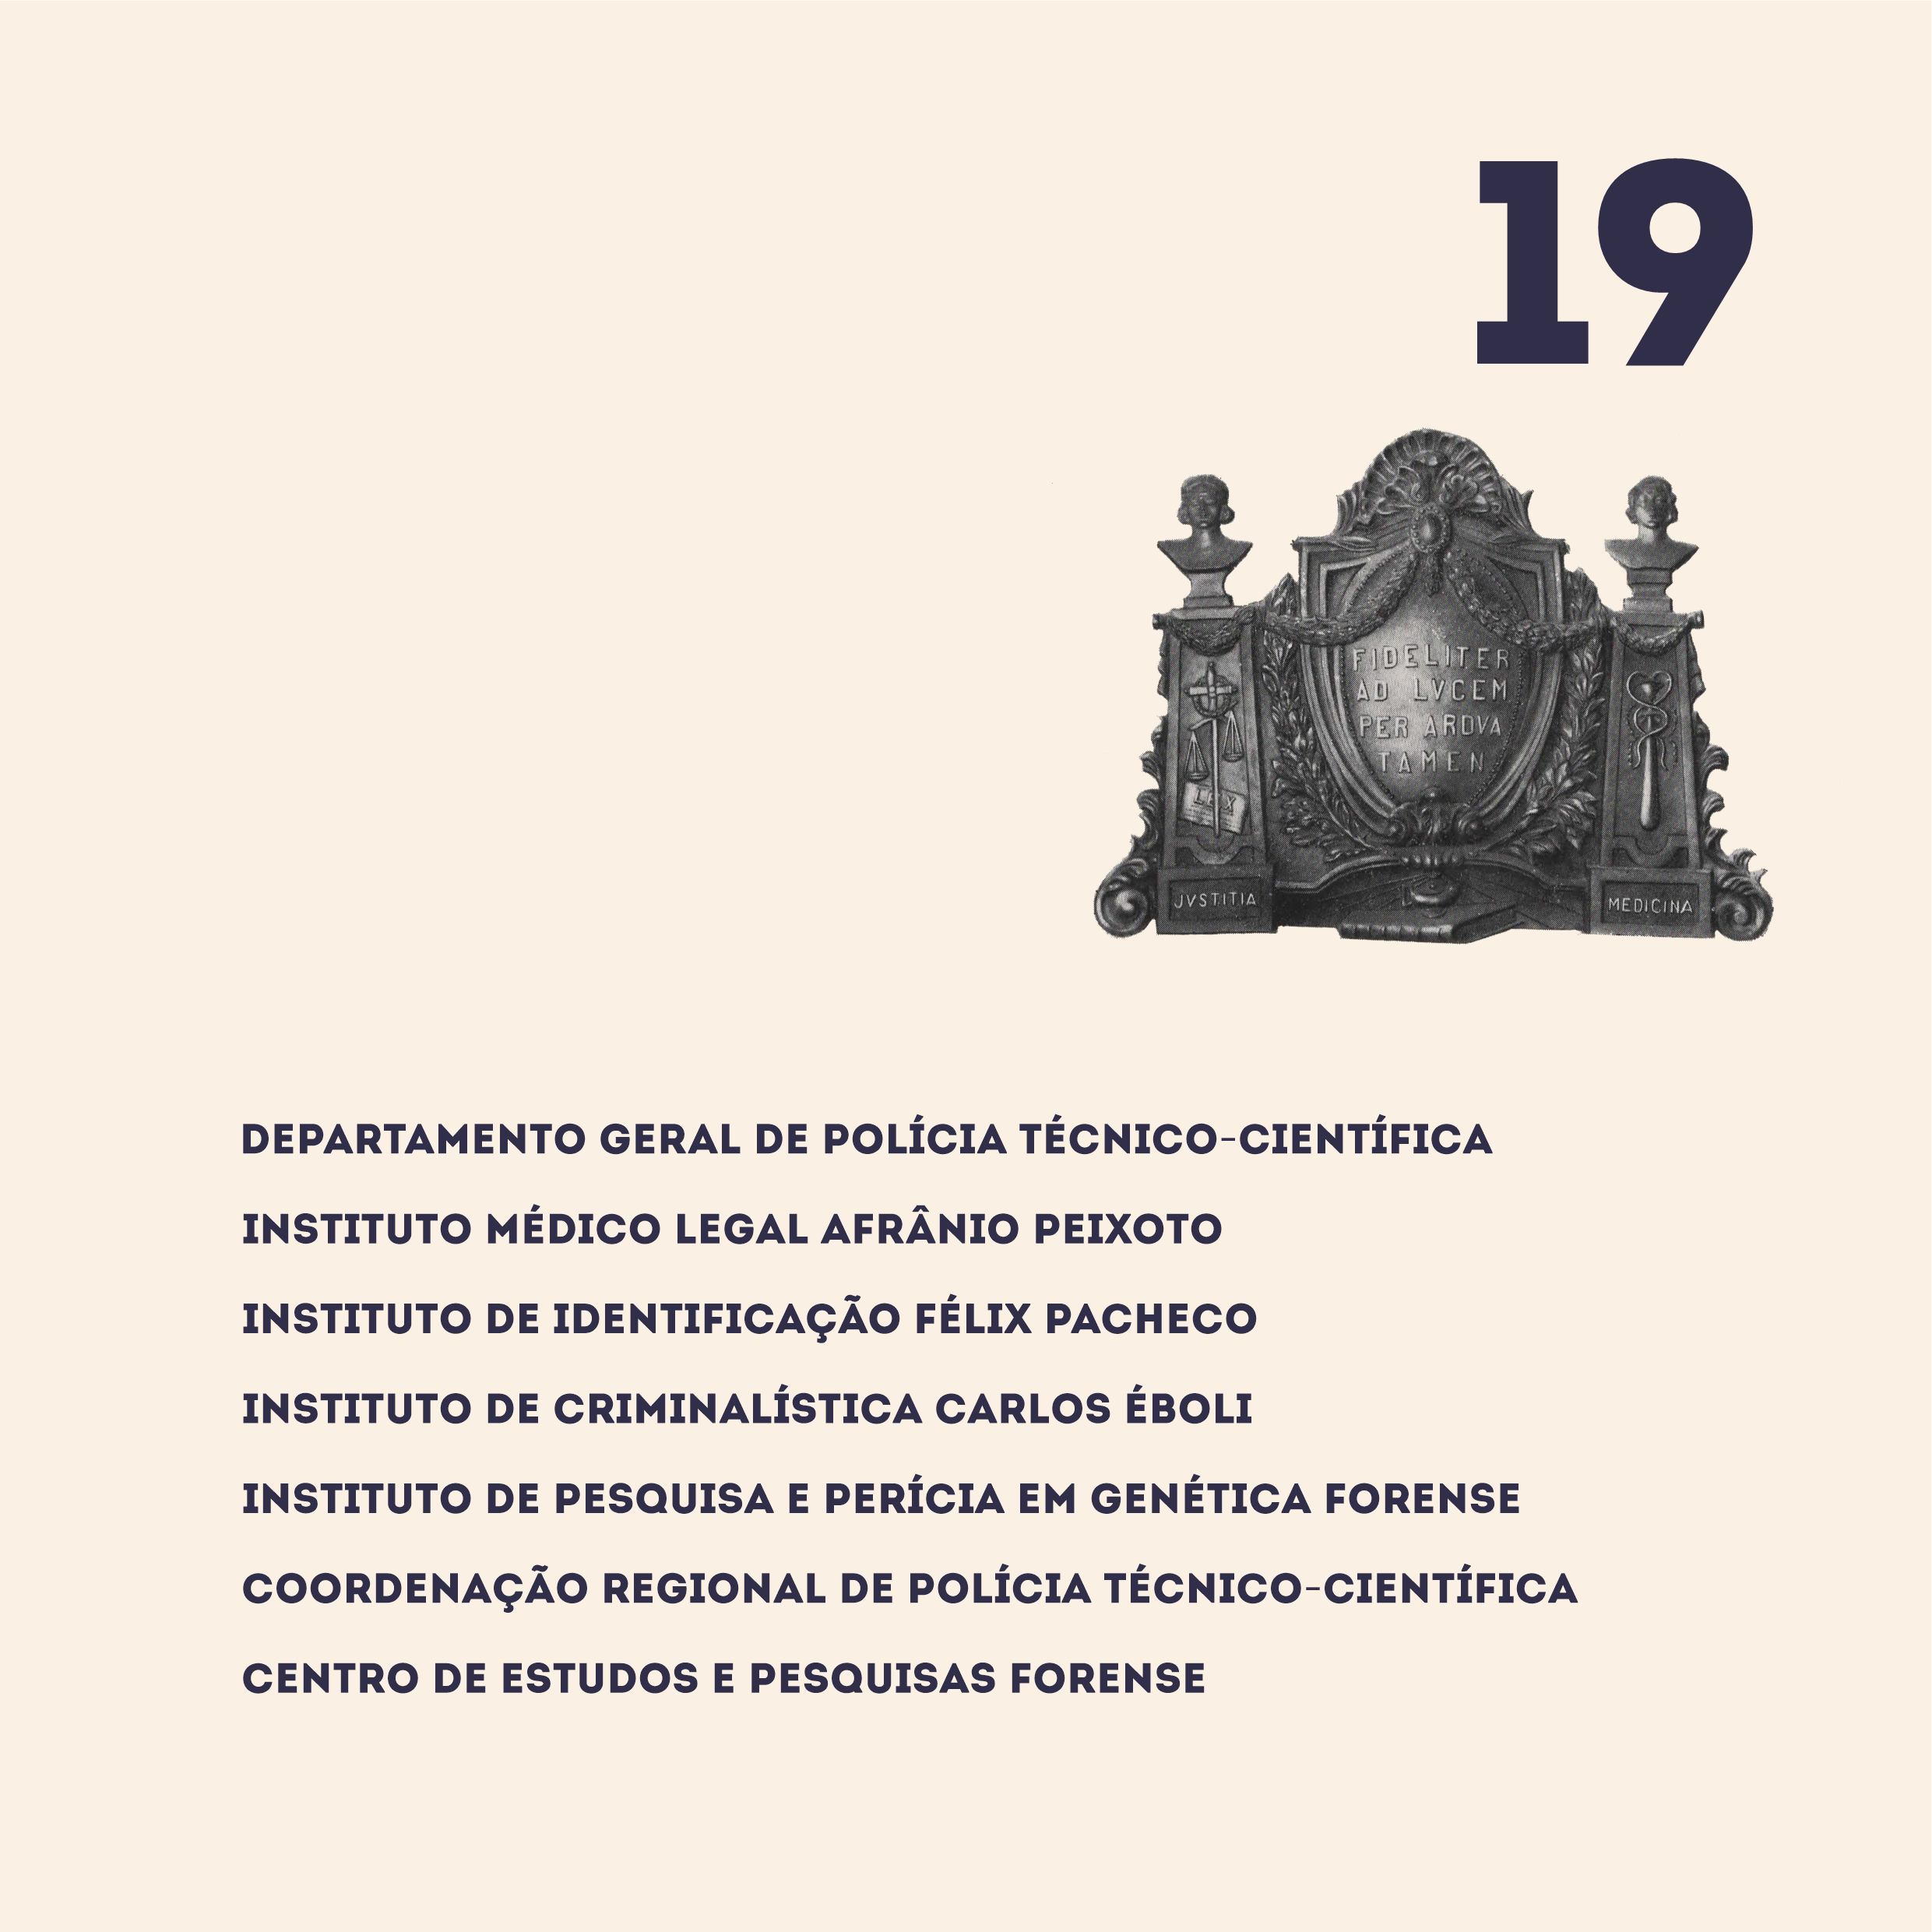 19
FIDELITER
AD LVCEM
PER ARDVA
TAMEN
LEX
JVSTITIA
MEDICINA
DEPARTAMENTO GERAL DE POLÍCIA TÉCNICO-CIENTÍFICA
INSTITUTO MÉDICO LEGAL AFRÂNIO PEIXOTO
INSTITUTO DE IDENTIFICAÇÃO FÉLIX PACHECO
INSTITUTO DE CRIMINALÍSTICA CARLOS ÉBOLI
INSTITUTO DE PESQUISA E PERÍCIA EM GENÉTICA FORENSE
COORDENAÇÃO REGIONAL DE POLÍCIA TÉCNICO-CIENTÍFICA
CENTRO DE ESTUDOS E PESQUISAS FORENSE